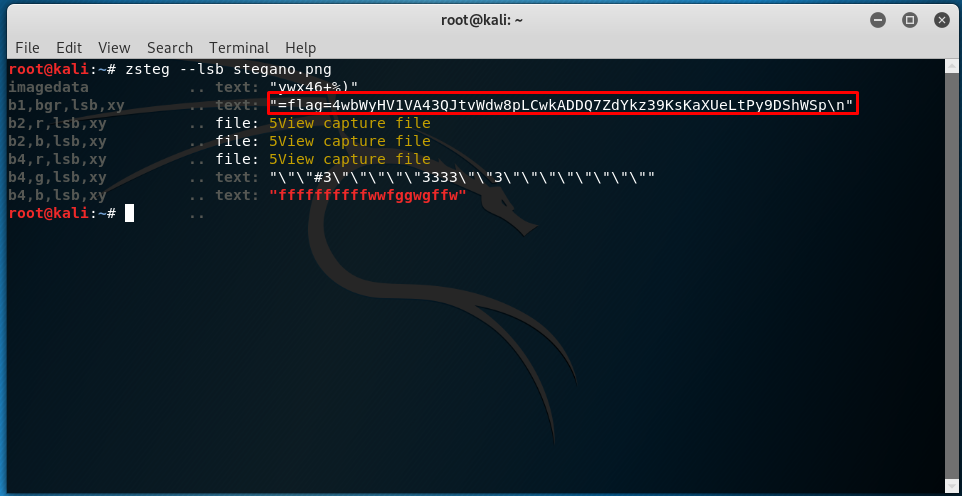 root@kali: ~
File Edit View Search Terminal Help
root@kali:~# zsteg --lsb stegano.png
imagedata .. text: "ywx46+%)"
b1,bgr,lsb,xy .. text: "=flag=4wbWyHV1VA43QJtvWdw8pLCwkADDQ7ZdYkz39KsKaXUeLtPy9DShWSp\n"
b2,r,lsb,xy .. file: 5View capture file
b2,b,lsb,xy .. file: 5View capture file
b4,r,lsb,xy .. file: 5View capture file
b4,g,lsb,xy .. text: "\"\"#3\"\"\"\"\"3333\"\"3\"\"\"\"\"\"\"\""
b4,b,lsb,xy .. text: "ffffffffffwwfggwgffw"
root@kali:~# ..